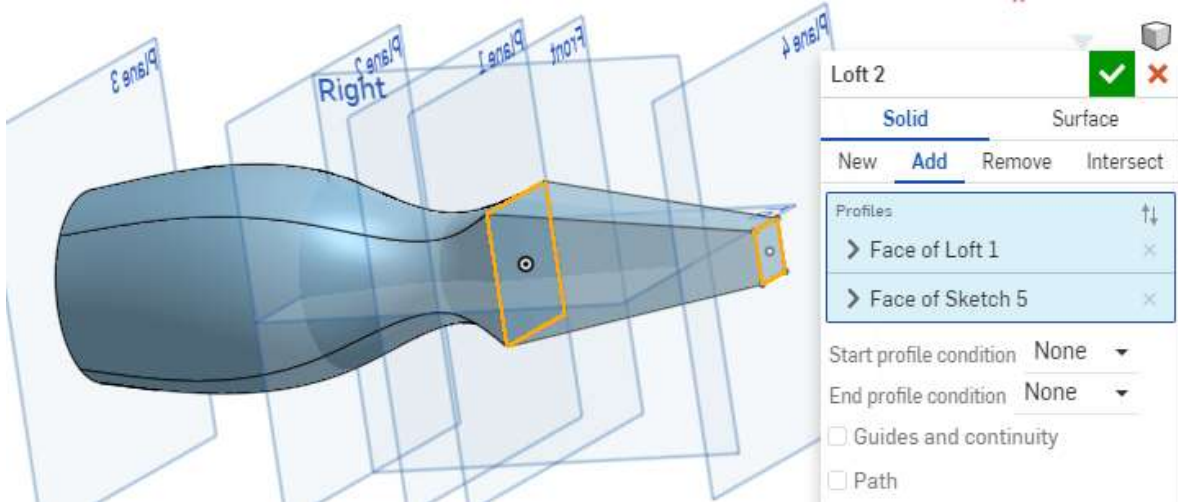 Plane 3
Right
Plane 2
Plane 1
Front
Plane 4
Loft 2
Solid Surface
New Add Remove Intersect
Profiles
Face of Loft 1
Face of Sketch 5
Start profile condition None
End profile condition None
Guides and continuity
Path